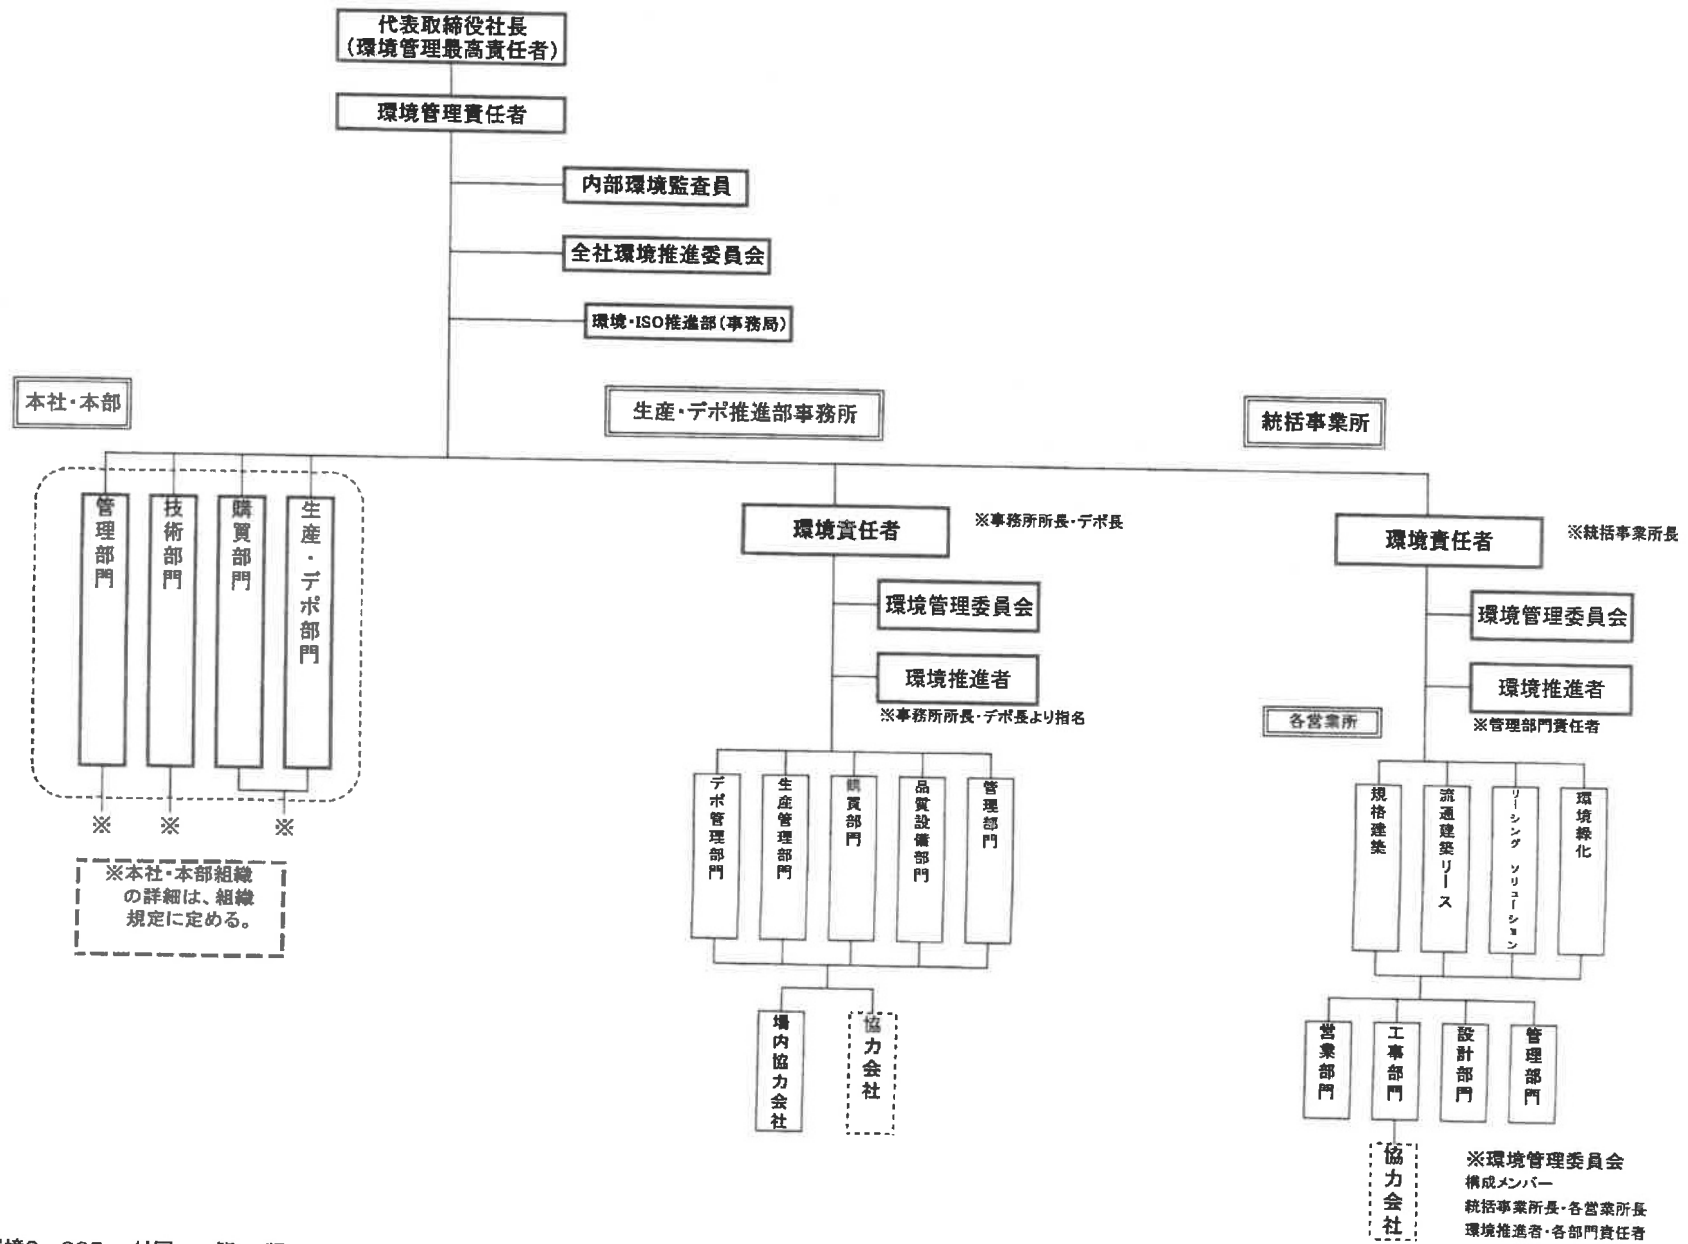 代表取締役社長
（環境管理最高責任者）
環境管理責任者
内部環境監査員
全社環境推進委員会
環境・ISO推進部（事務局）
本社・本部
生産・デポ推進部事務所
統括事業所
管理部門
技術部門
購買部門
生産・デポ部門
※
※
※
※本社・本部組織
の詳細は、組織
規定に定める。
環境責任者
※事務所所長・デポ長
環境管理委員会
環境推進者
※事務所所長・デポ長より指名
デポ管理部門
生産管理部門
購買部門
品質設備部門
管理部門
場内協力会社
協力会社
環境責任者
※統括事業所長
環境管理委員会
環境推進者
※管理部門責任者
各営業所
規格建築
流通建築リース
リーシング ソリューション
環境緑化
営業部門
工事部門
設計部門
管理部門
協力会社
※環境管理委員会
構成メンバー
統括事業所長・各営業所長
環境推進者・各部門責任者